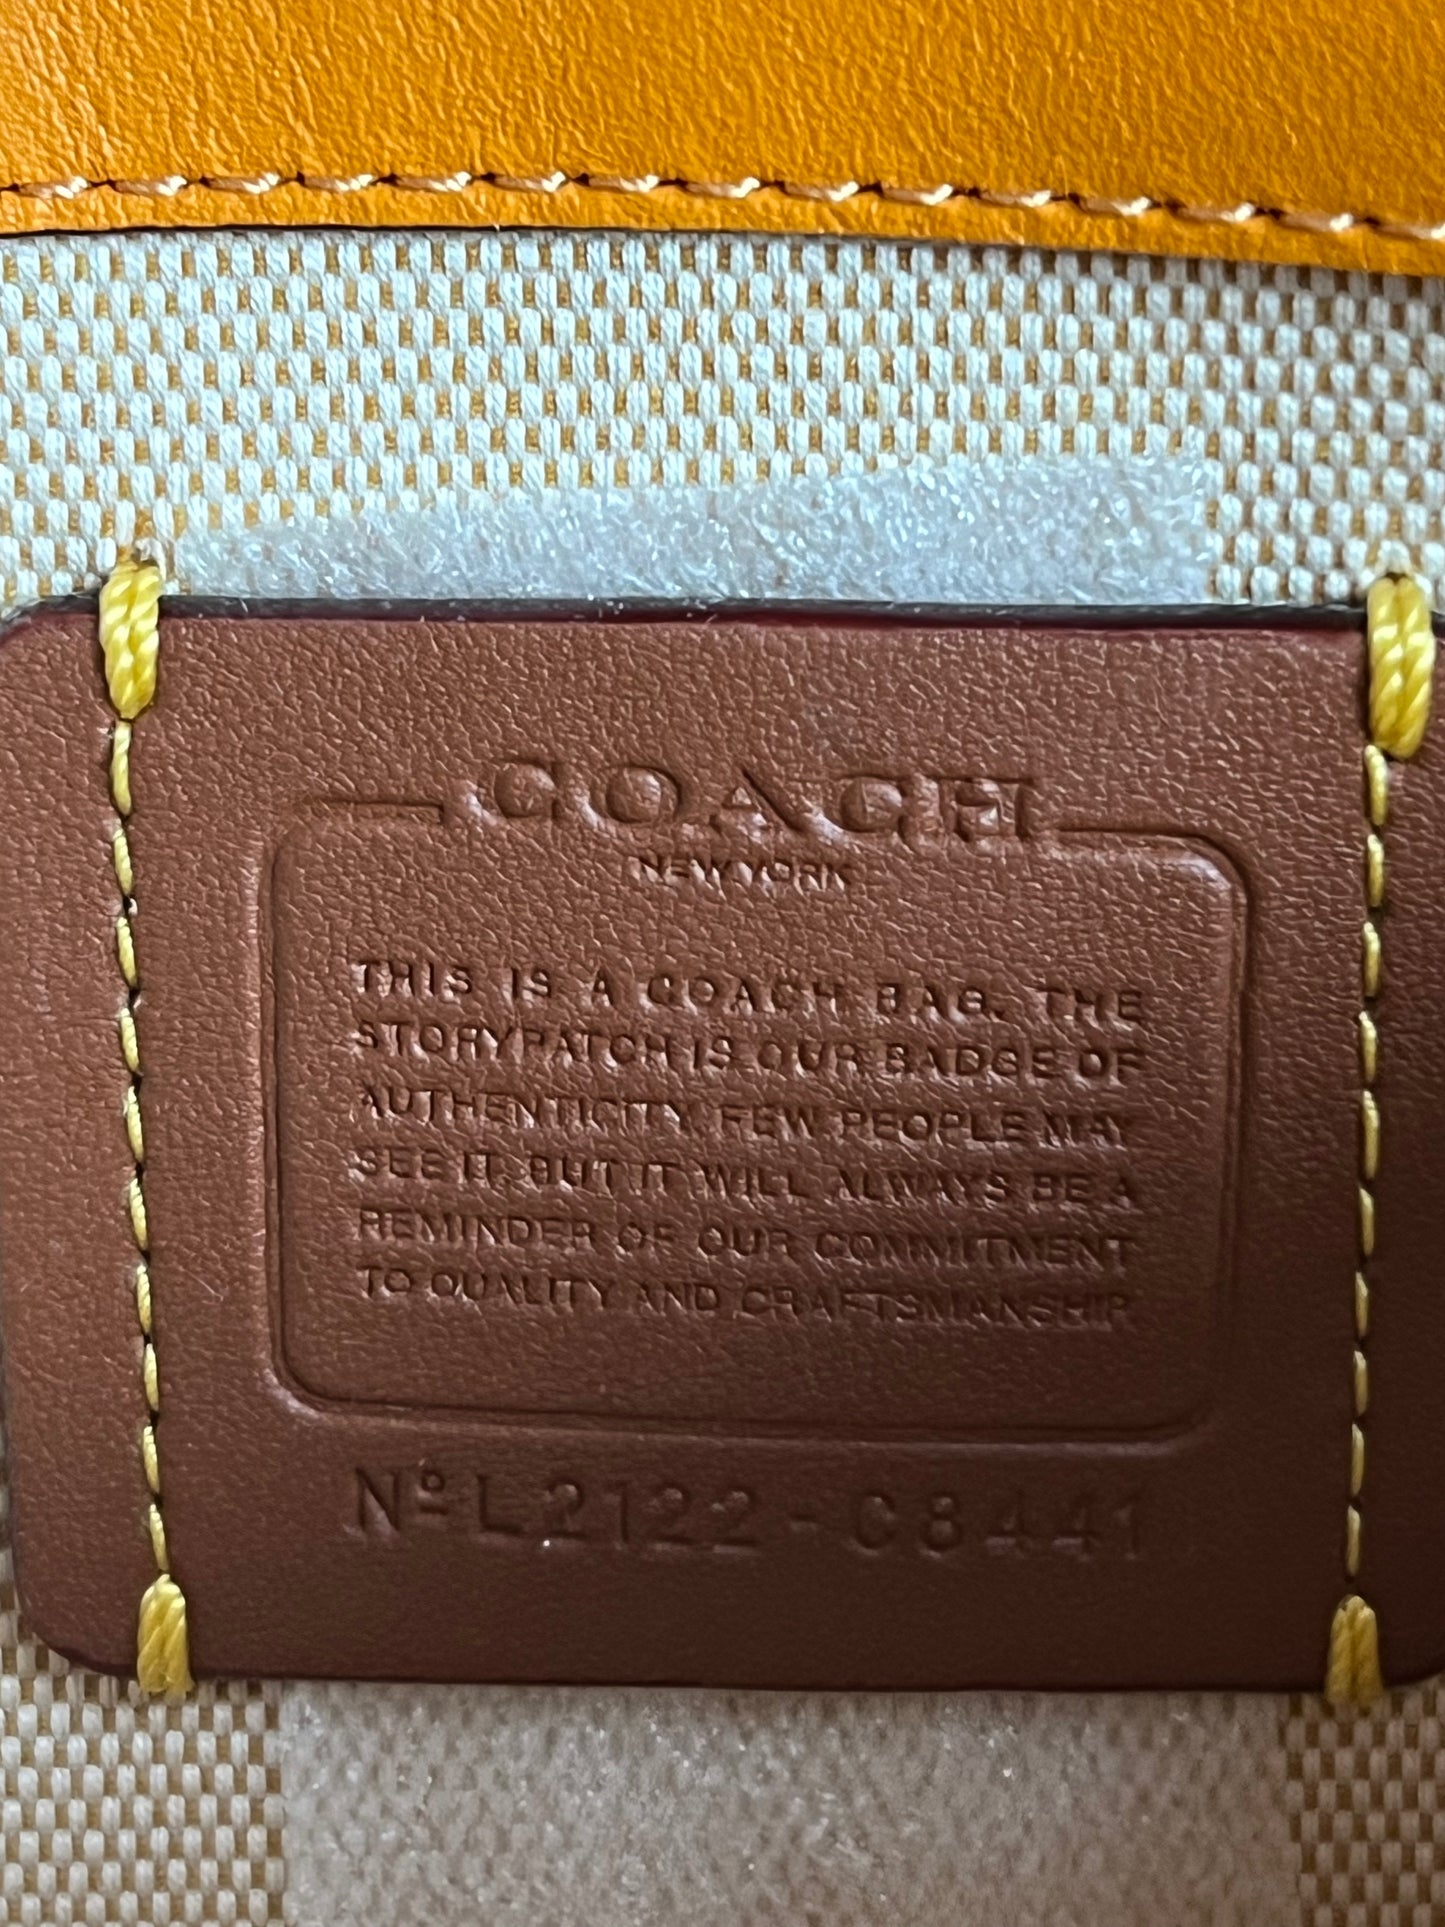 COACH
NEW YORK
THIS IS A COACH BAG. THE
STORYPATCH IS OUR BADGE OF
AUTHENTICITY. FEW PEOPLE MAY
SEE IT, BUT IT WILL ALWAYS BE A
REMINDER OF OUR COMMITMENT
TO QUALITY AND CRAFTSMANSHIP.
Nº L2122-C8441